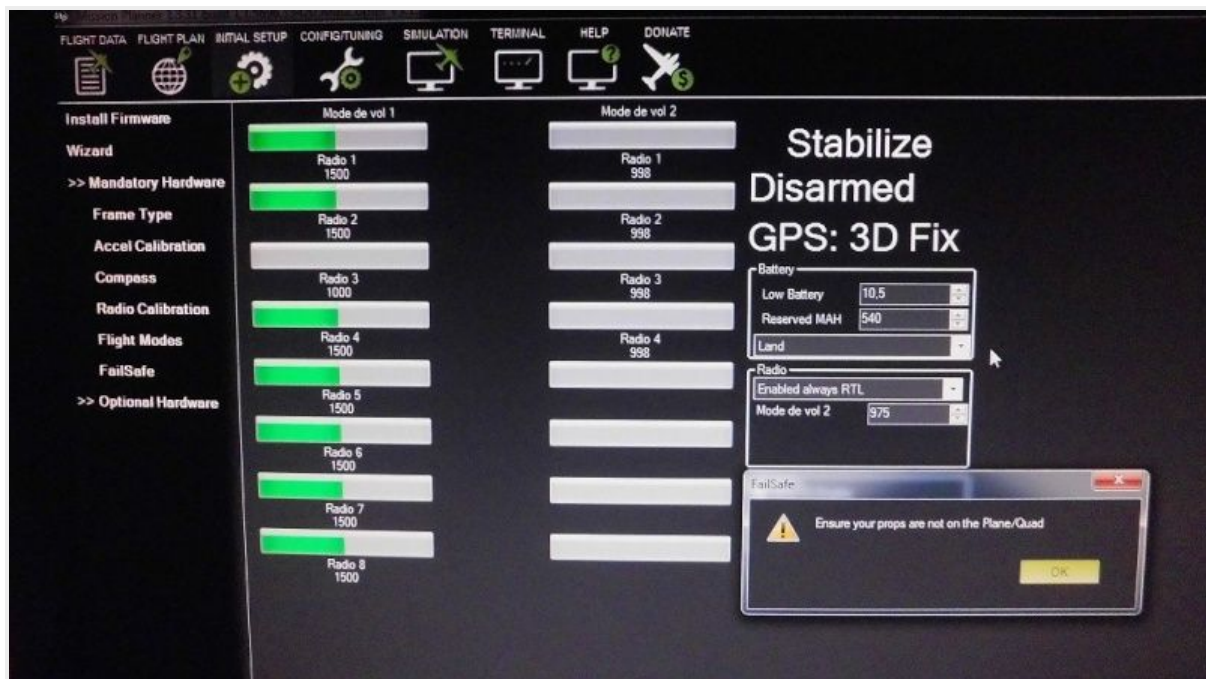 FLIGHT DATA FLIGHT PLAN INITIAL SETUP CONFIG/TUNING SIMULATION TERMINAL HELP DONATE
Install Firmware
Wizard
>> Mandatory Hardware
Frame Type
Accel Calibration
Compass
Radio Calibration
Flight Modes
FailSafe
>> Optional Hardware
Mode de vol 1
Radio 1
1500
Radio 2
1500
Radio 3
1000
Radio 4
1500
Radio 5
1500
Radio 6
1500
Radio 7
1500
Radio 8
1500
Mode de vol 2
Radio 1
998
Radio 2
998
Radio 3
998
Radio 4
998
Stabilize
Disarmed
GPS: 3D Fix
Battery
Low Battery 10,5
Reserved MAH 540
Land
Radio
Enabled always RTL
Mode de vol 2 975
FailSafe
Ensure your props are not on the Plane/Quad
OK